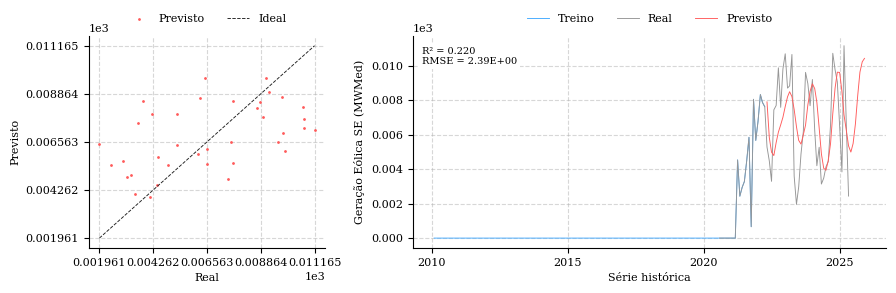 Previsto Ideal
1e3
0.011165
0.008864
0.006563
0.004262
0.001961
Previsto
0.001961 0.004262 0.006563 0.008864 0.011165
Real
1e3
Treino Real Previsto
1e3
R² = 0.220
RMSE = 2.39E+00
0.010
0.008
0.006
0.004
0.002
0.000
Geração Eólica SE (MWMed)
2010 2015 2020 2025
Série histórica